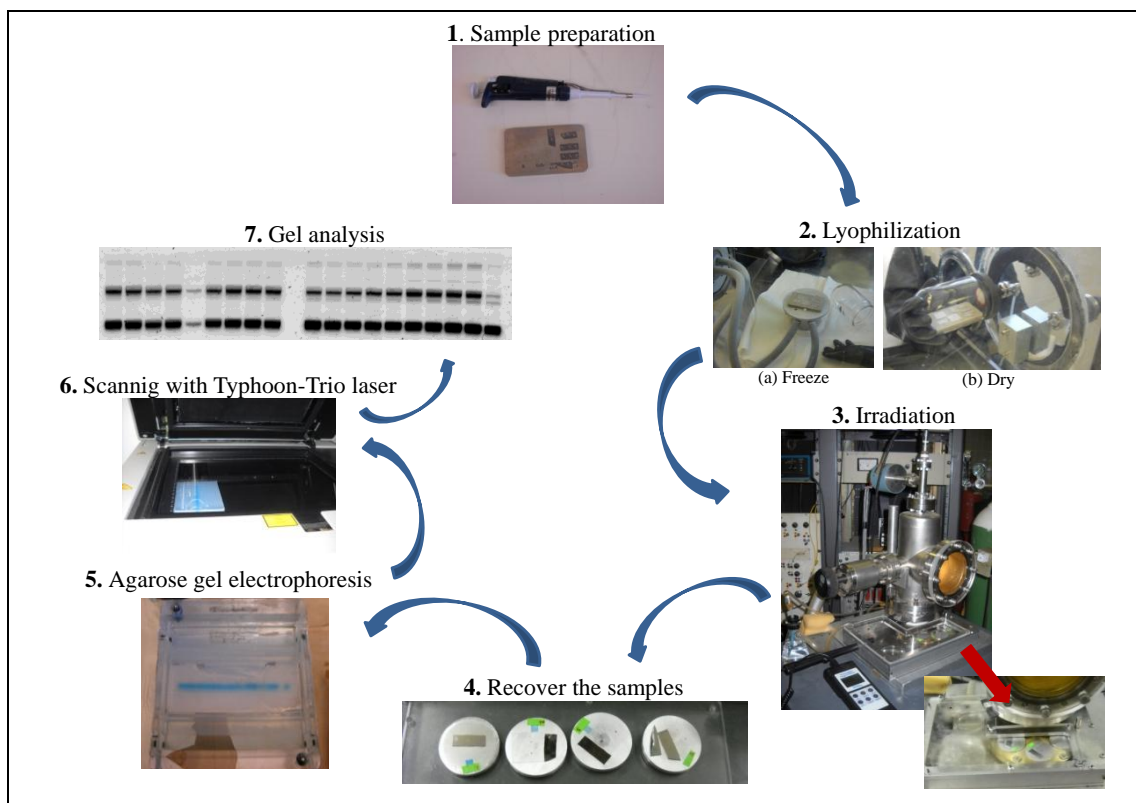 1. Sample preparation
2. Lyophilization
(a) Freeze
(b) Dry
3. Irradiation
4. Recover the samples
5. Agarose gel electrophoresis
6. Scannig with Typhoon-Trio laser
7. Gel analysis